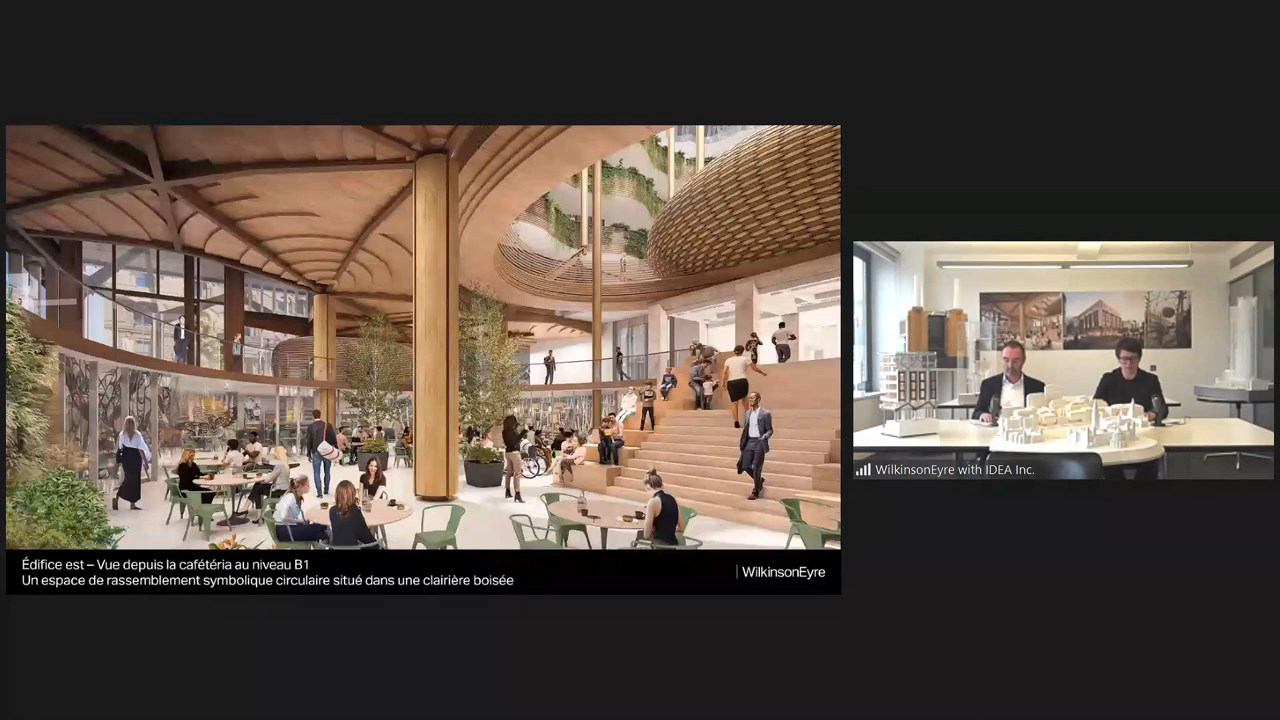 Édifice est – Vue depuis la cafétéria au niveau B1
Un espace de rassemblement symbolique circulaire situé dans une clairière boisée
WilkinsonEyre
WilkinsonEyre with IDEA Inc.